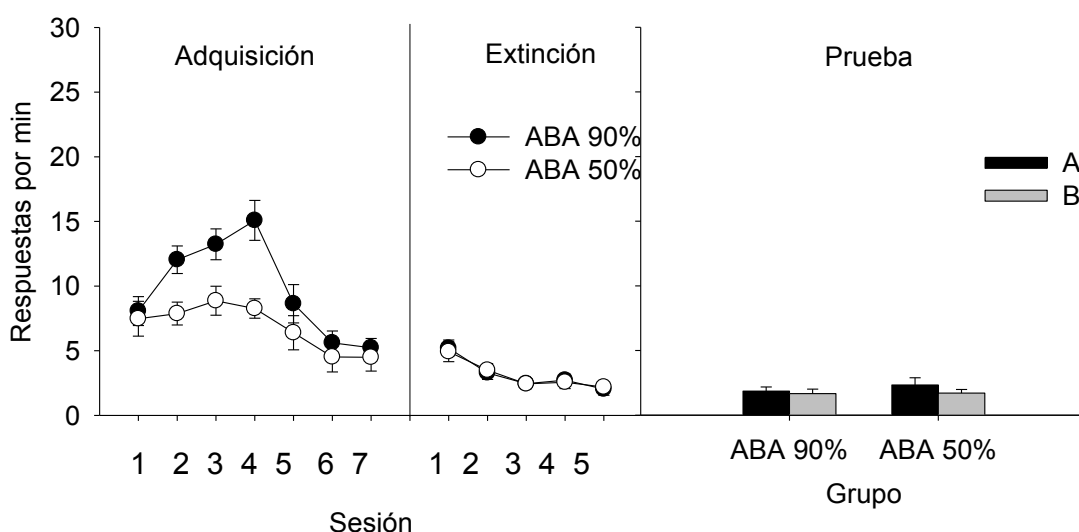 30
25
20
15
10
5
0
Respuestas por min
Adquisición
Extinción
Prueba
ABA 90%
ABA 50%
A
B
1 2 3 4 5 6 7
1 2 3 4 5
ABA 90% ABA 50%
Sesión
Grupo